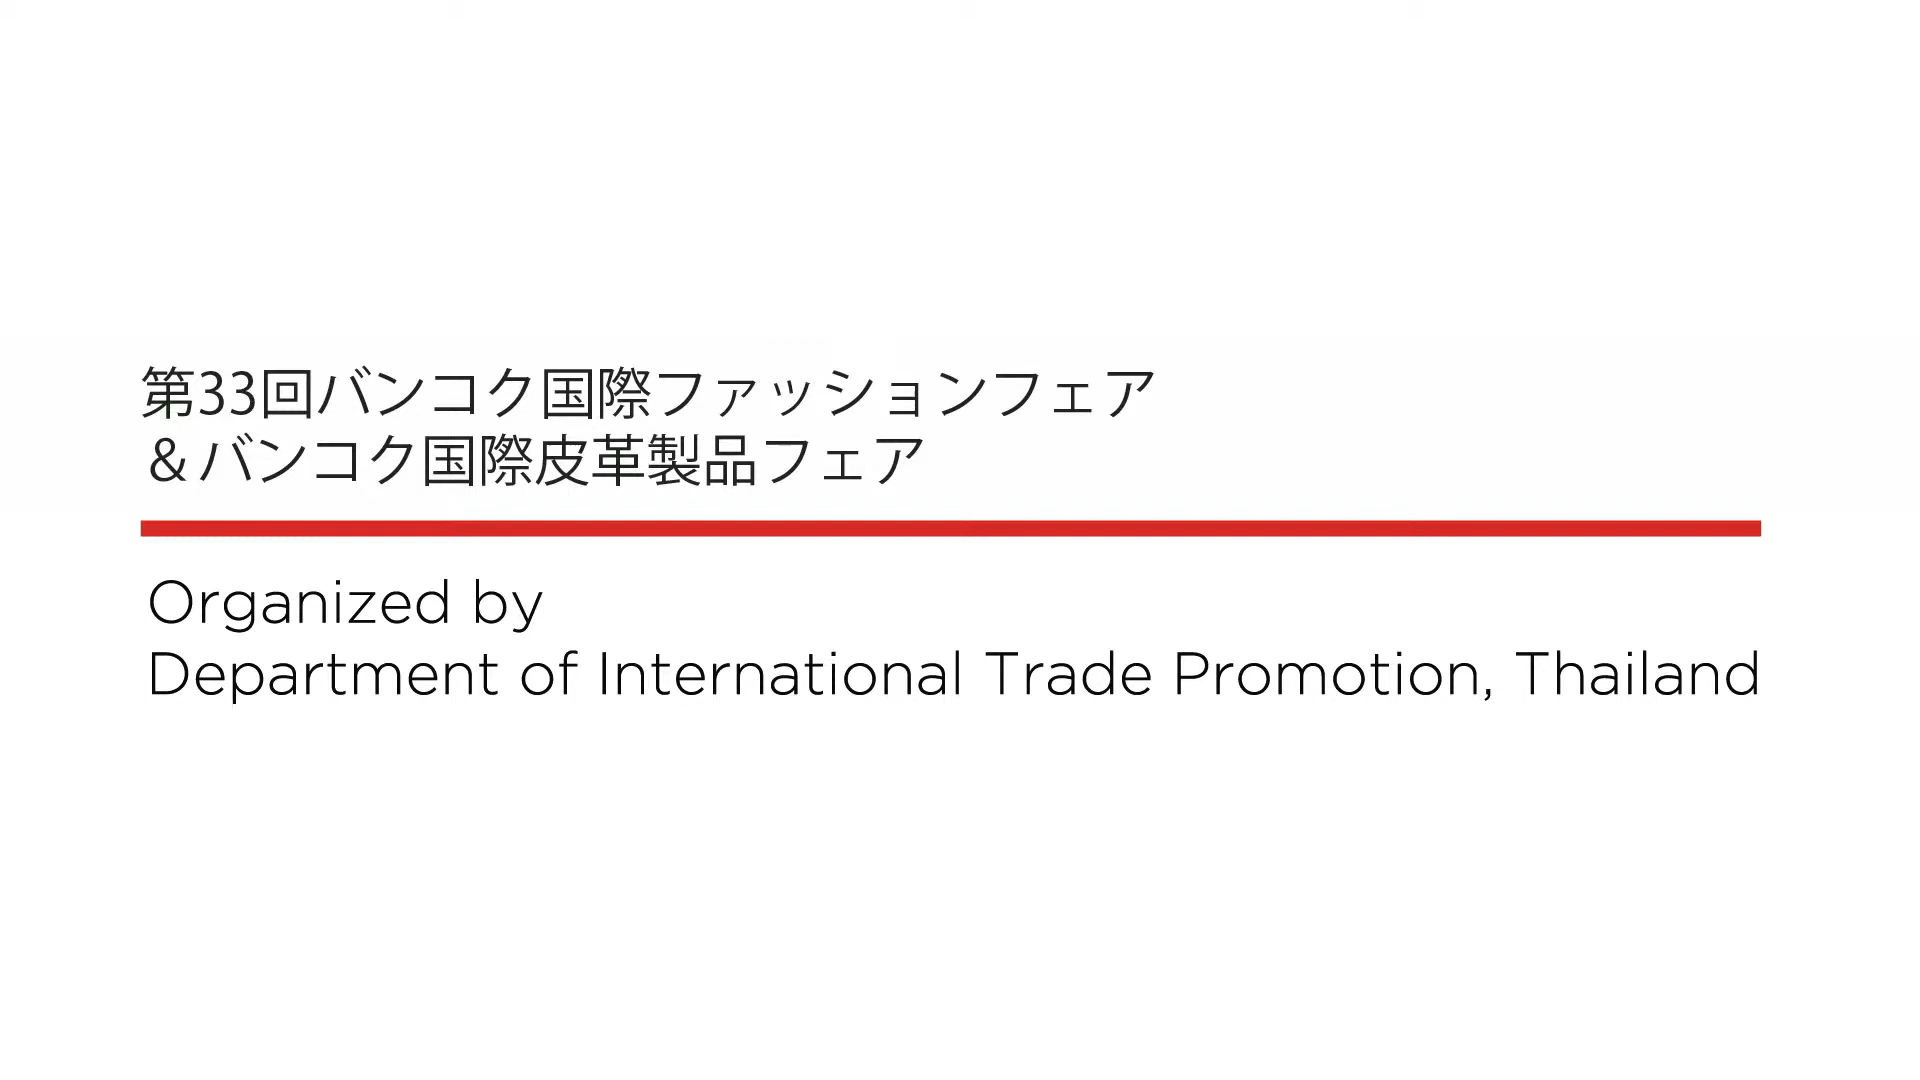 第33回バンコク国際ファッションフェア
＆バンコク国際皮革製品フェア
Organized by
Department of International Trade Promotion, Thailand